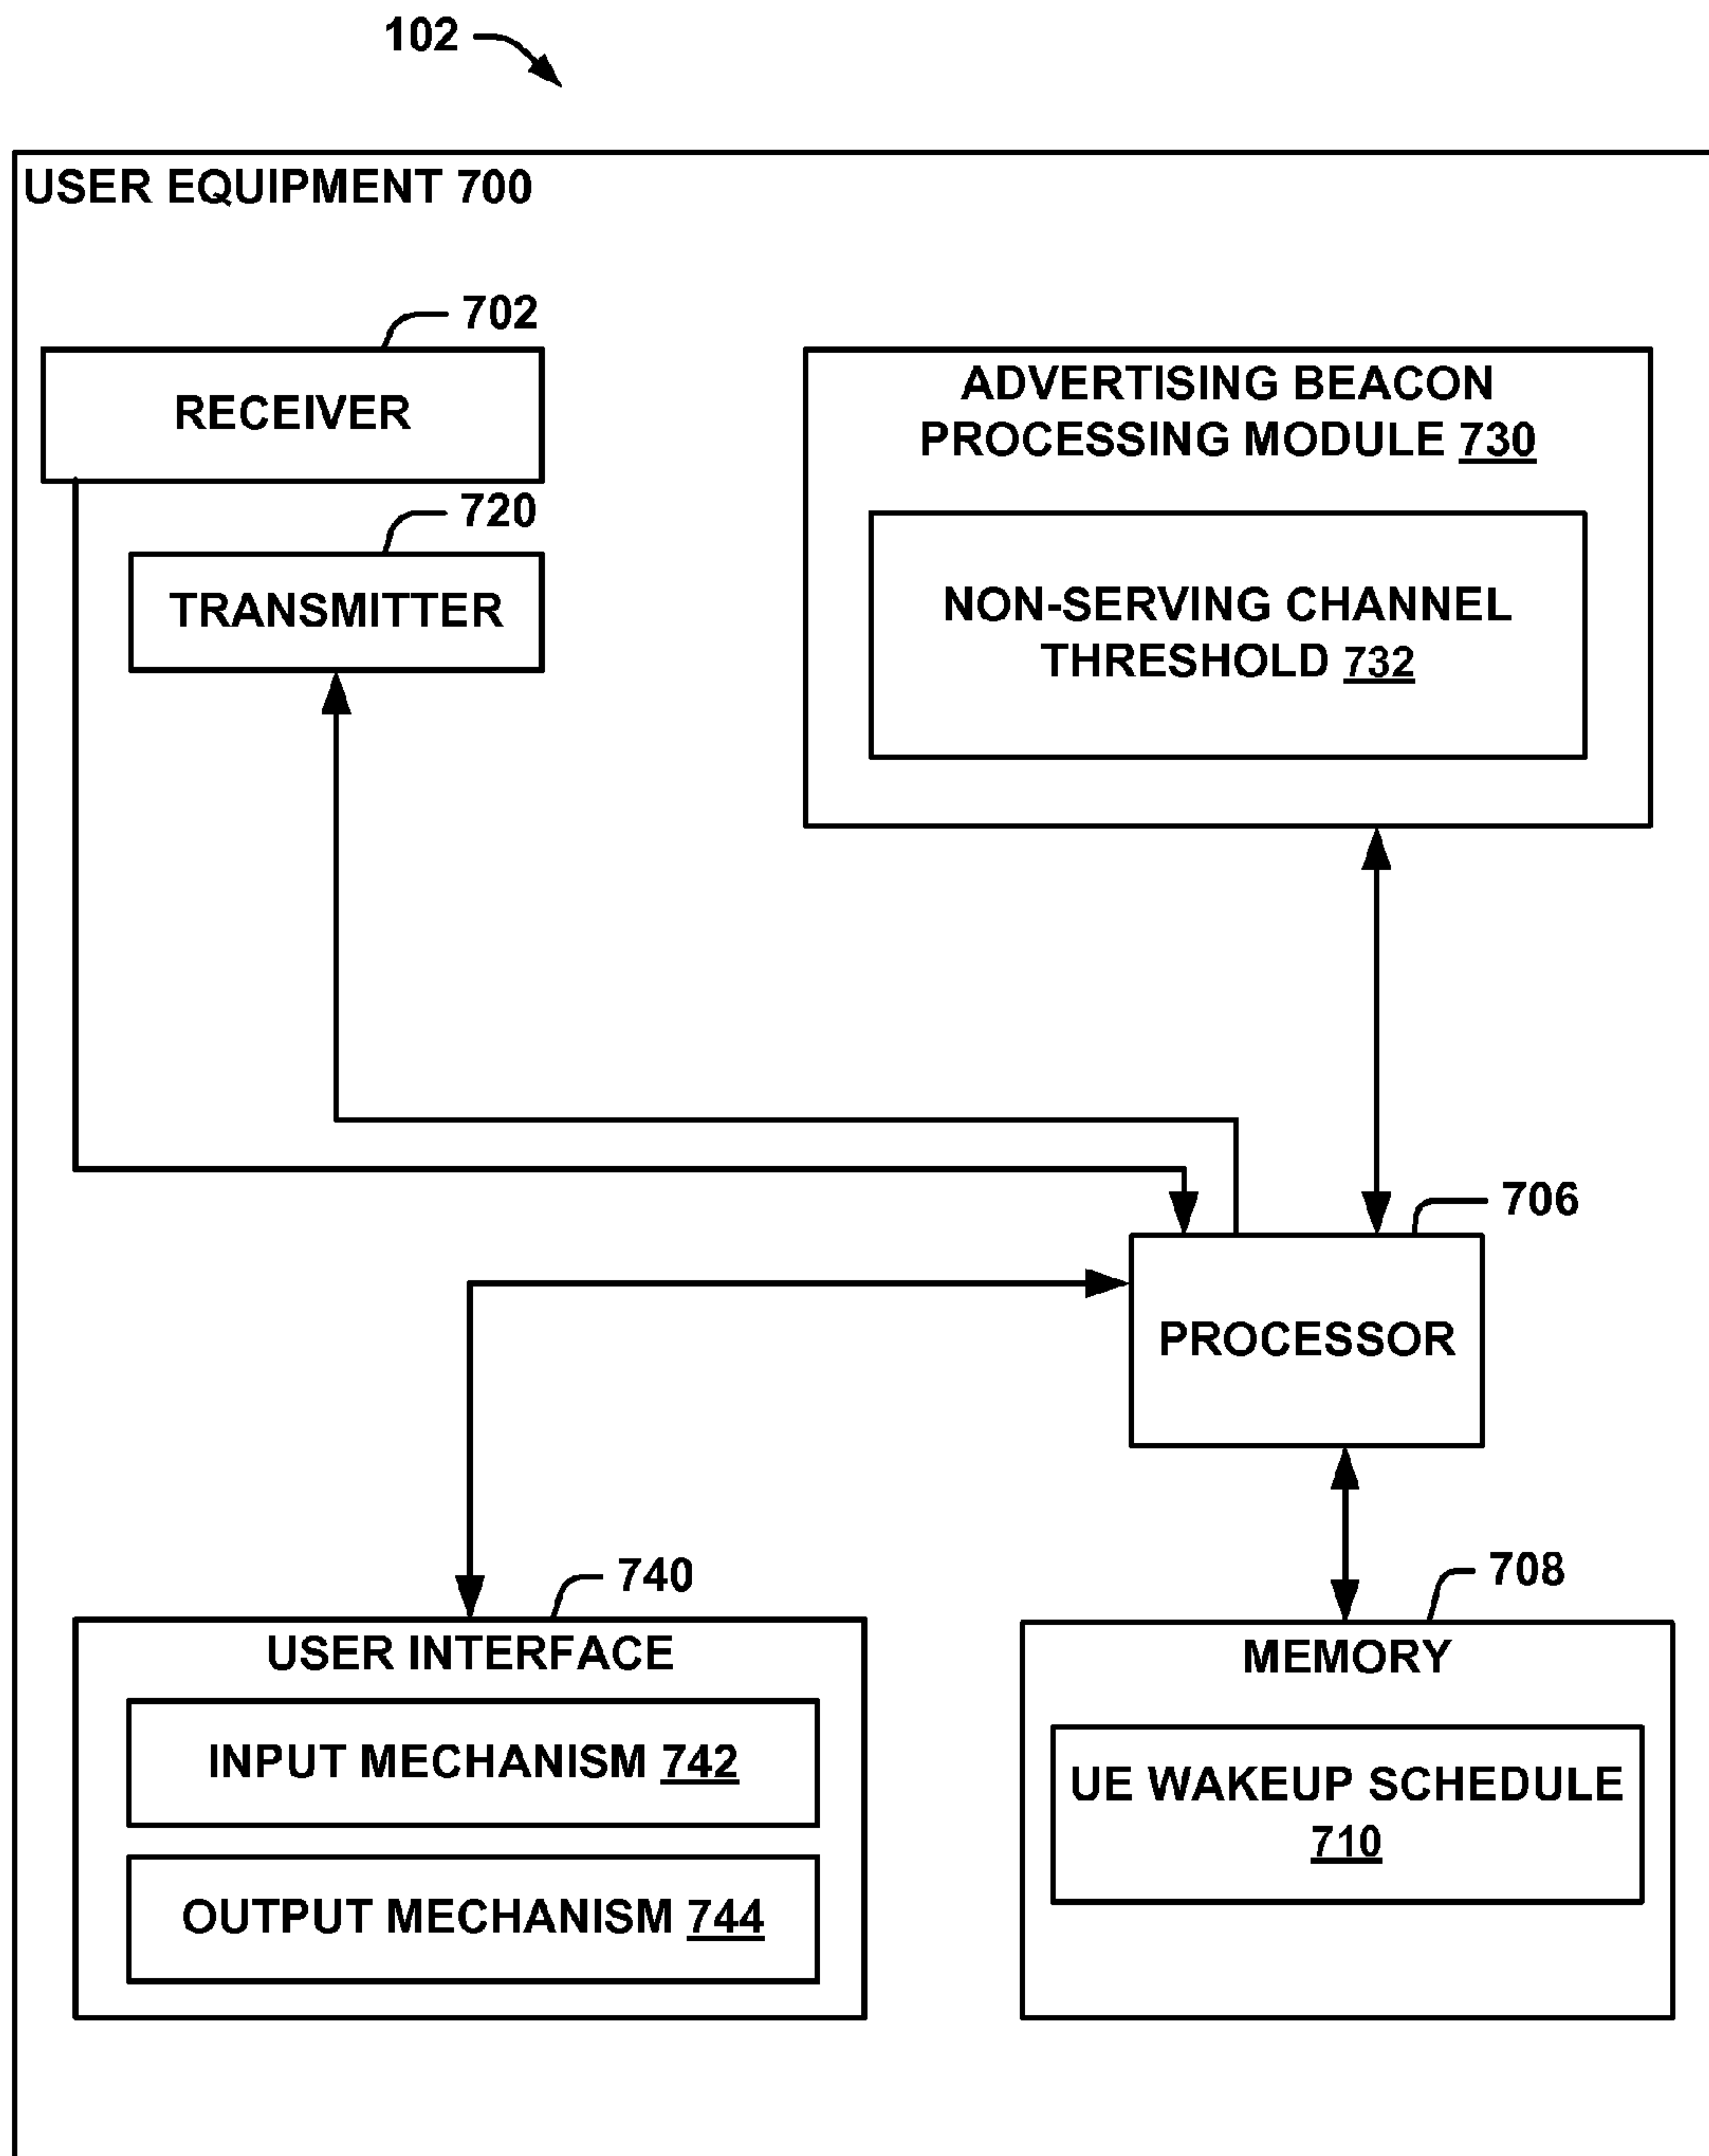 102
USER EQUIPMENT 700
702
RECEIVER
720
TRANSMITTER
ADVERTISING BEACON
PROCESSING MODULE 730
NON-SERVING CHANNEL
THRESHOLD 732
706
PROCESSOR
740
USER INTERFACE
INPUT MECHANISM 742
OUTPUT MECHANISM 744
708
MEMORY
UE WAKEUP SCHEDULE
710